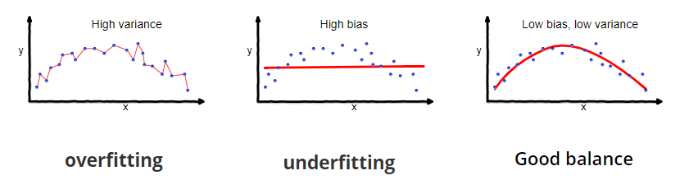 High variance
High bias
Low bias, low variance
y
y
y
x
x
x
overfitting
underfitting
Good balance